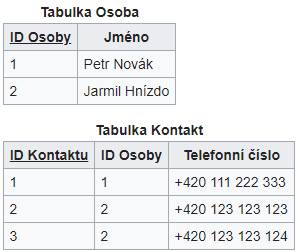 Tabulka Osoba
ID Osoby Jméno
1 Petr Novák
2 Jarmil Hnízdo
Tabulka Kontakt
ID Kontaktu ID Osoby Telefonní číslo
1 1 +420 111 222 333
2 2 +420 123 123 123
3 2 +420 123 123 124